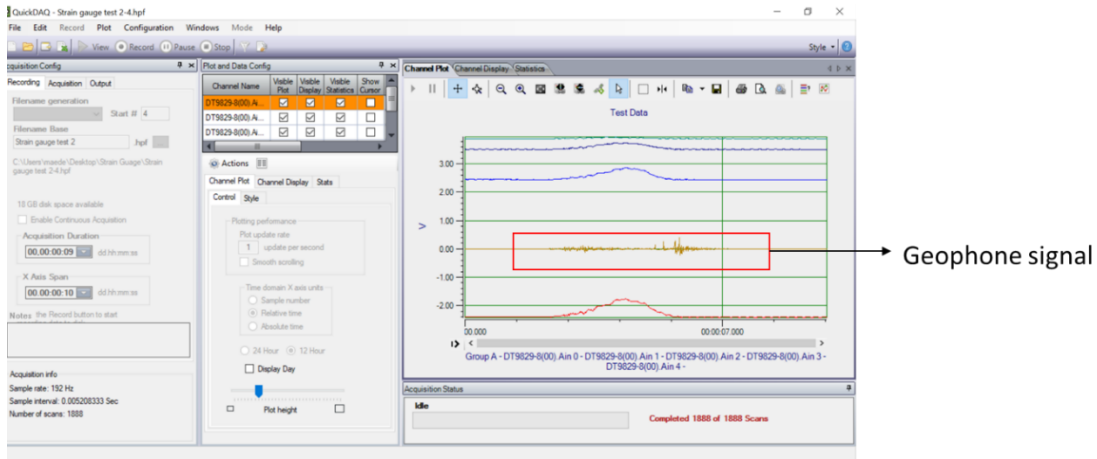 QuickDAQ - Strain gauge test 2-4.hpf
File Edit Record Plot Configuration Windows Mode Help
View Record Pause Stop Style
cquisition Config
Recording Acquisition Output
Filename generation
Start # 4
Filename Base
Strain gauge test 2 .hpf ...
C:\Users\maede\Desktop\Strain Guage\Strain
gauge test 2-4.hpf
18 GB disk space available
Enable Continuous Acquisition
Acquisition Duration
00.00:00:09 dd.hh:mm:ss
X Axis Span
00.00:00:10 dd.hh:mm:ss
Notes the Record button to start
Acquisition info
Sample rate: 192 Hz
Sample interval: 0.005208333 Sec
Number of scans: 1888
Plot and Data Config
Channel Name Visible Plot Visible Display Visible Statistics Show Cursor
DT9829-8(00).Ain...
DT9829-8(00).Ai...
DT9829-8(00).Ai...
Actions
Channel Plot Channel Display Stats
Control Style
Plotting performance
Plot update rate
1 update per second
Smooth scrolling
Time domain X axis units
Sample number
Relative time
Absolute time
24 Hour 12 Hour
Display Day
Plot height
Channel Plot Channel Display Statistics
Test Data
3.00
2.00
1.00
V
0.00
-1.00
-2.00
00.000 00:00:07.000
Group A - DT9829-8(00).Ain 0 - DT9829-8(00).Ain 1 - DT9829-8(00).Ain 2 - DT9829-8(00).Ain 3 -
DT9829-8(00).Ain 4 -
Acquisition Status
Idle
Completed 1888 of 1888 Scans
Geophone signal